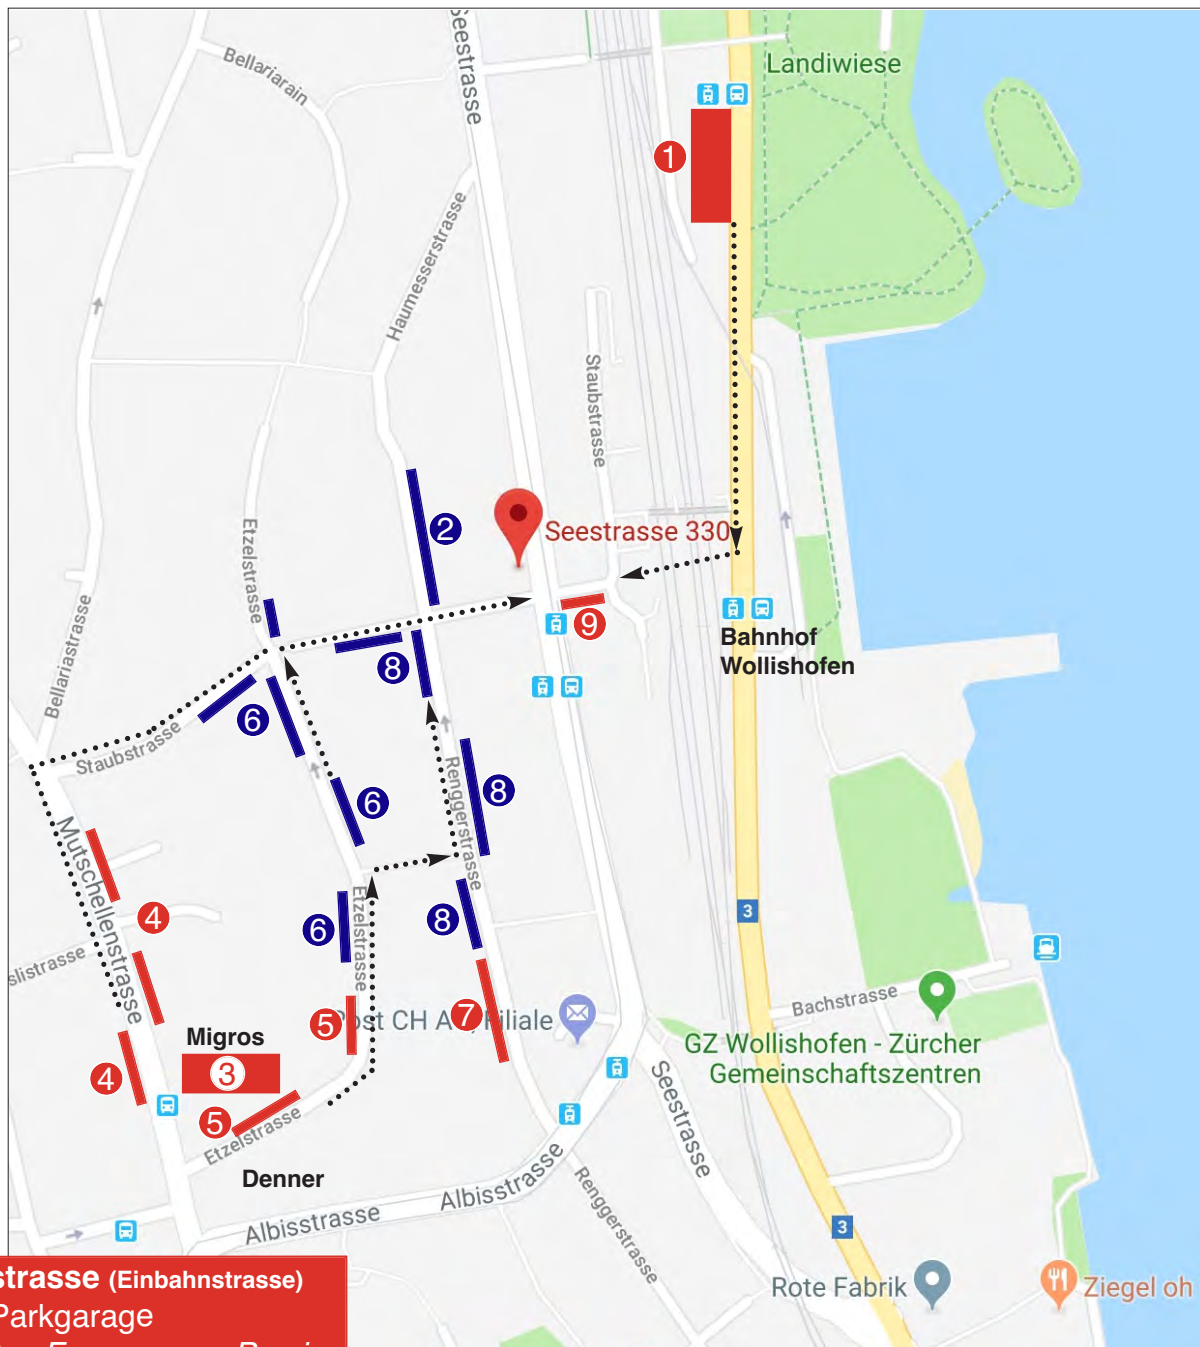 Seestrasse
Landiwiese
Bellariarain
1
Haumesserstrasse
Staubstrasse
2
Seestrasse 330
Etzelstrasse
9
Bahnhof
Wollishofen
Bellariastrasse
8
6
Staubstrasse
Renggerstrasse
8
6
Mutschellenstrasse
4
Etzelstrasse
8
6
3
slistrasse
Bachstrasse
7
5
Post CH A Filiale
Migros
GZ Wollishofen - Zürcher
Gemeinschaftszentren
3
4
Seestrasse
5
Etzelstrasse
Denner
Albisstrasse
Albisstrasse
Renggerstrasse
3
strasse (Einbahnstrasse)
Rote Fabrik
Ziegel oh
Parkgarage